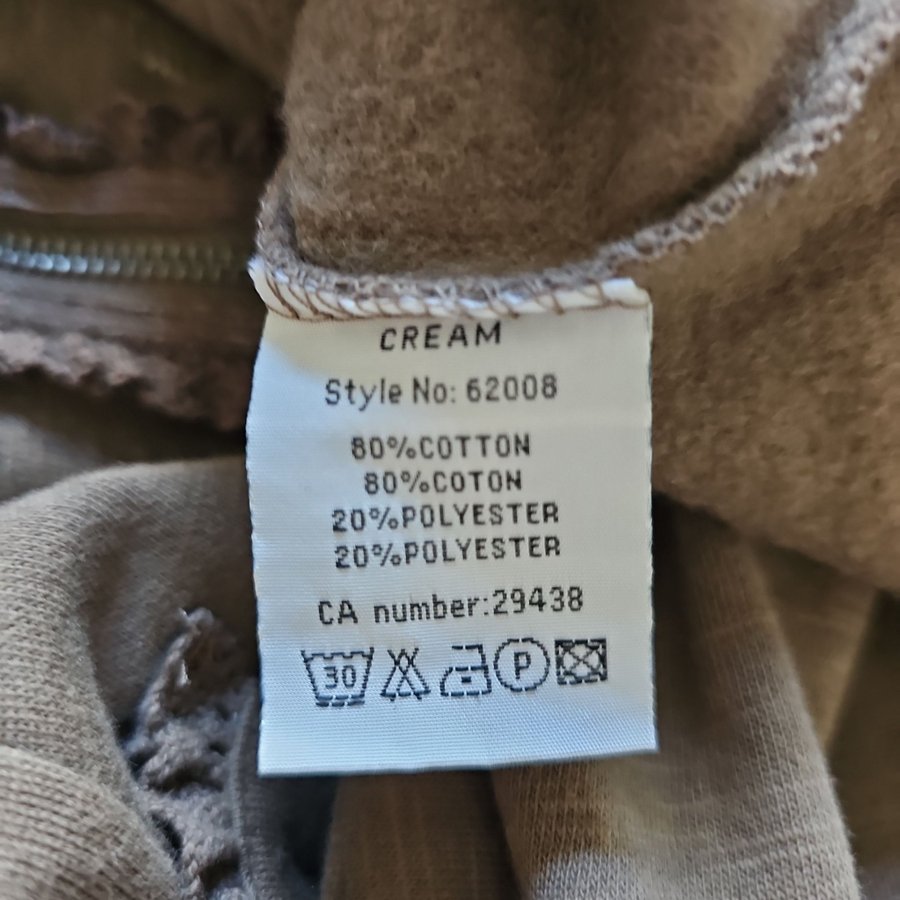 CREAM
Style No: 62008
80%COTTON
80%COTON
20%POLYESTER
20%POLYESTER
CA number:29438
30 P